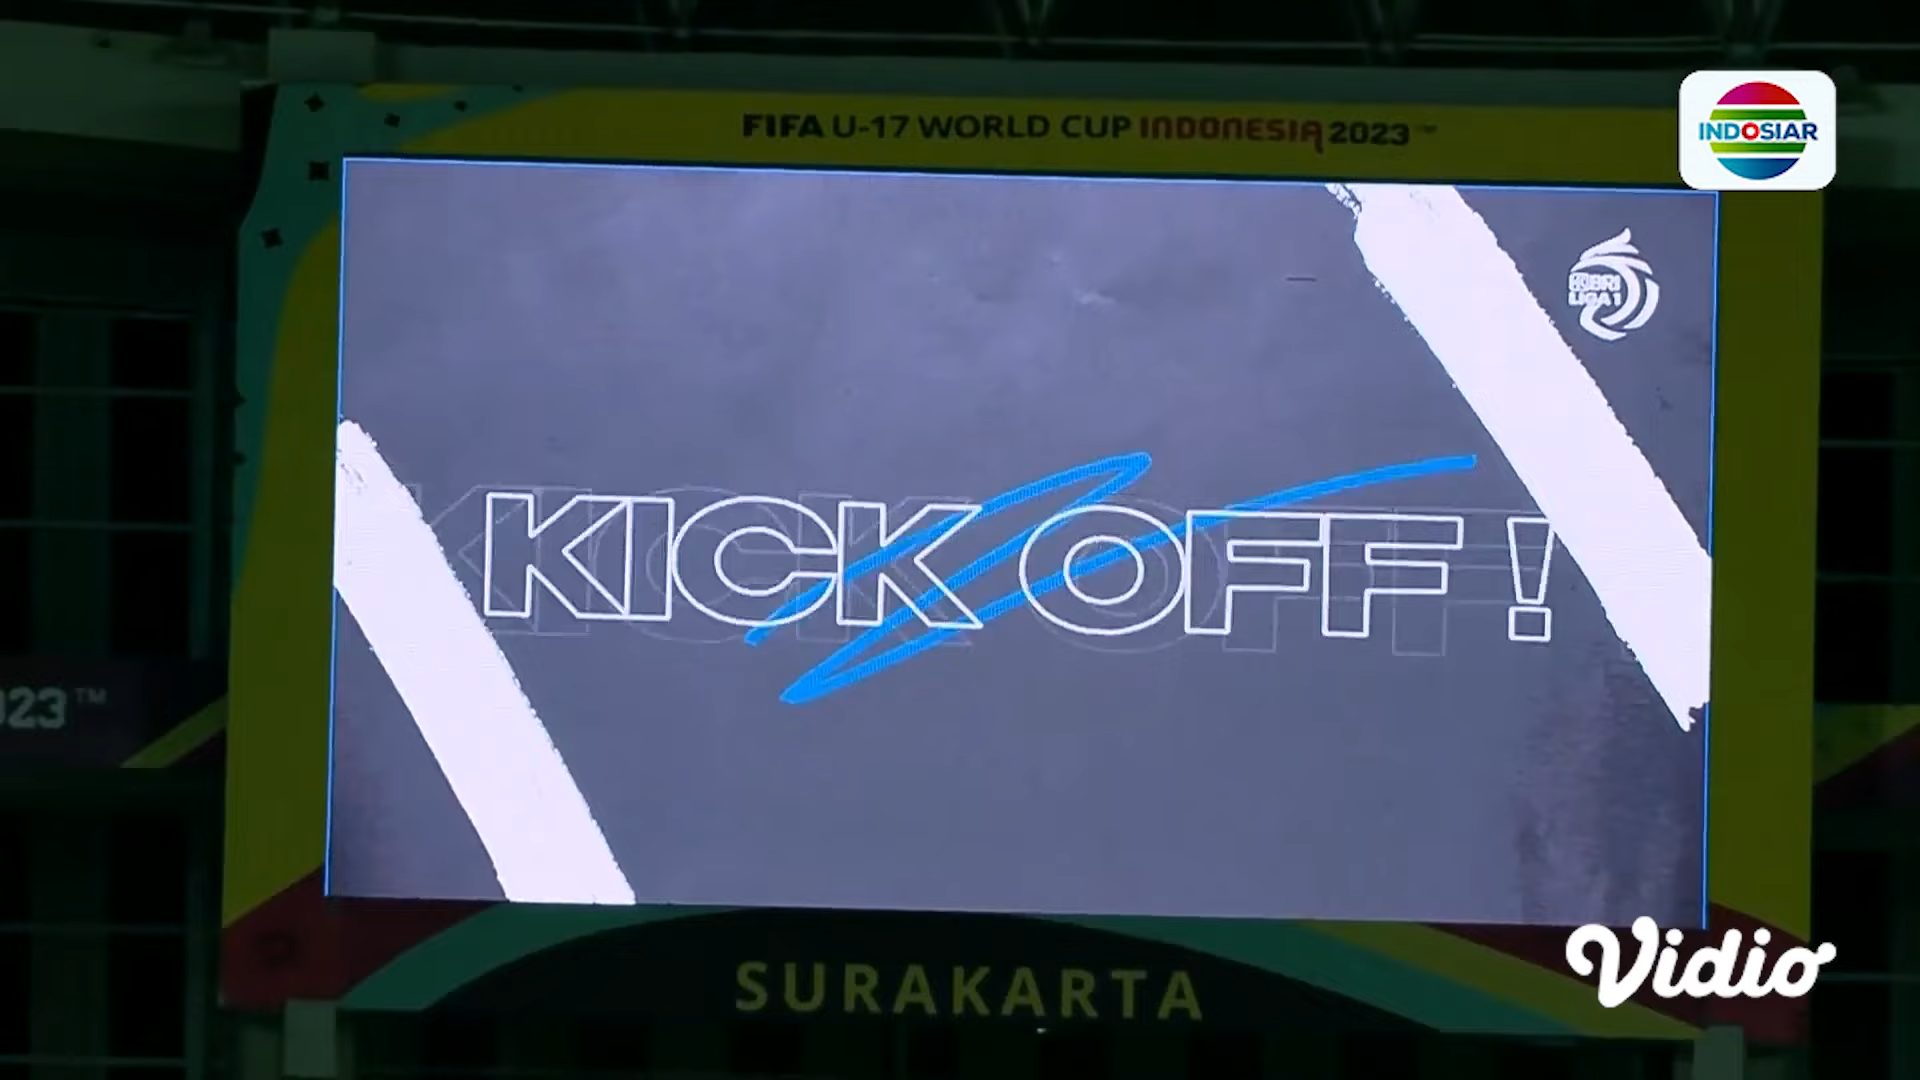 FIFA U-17 WORLD CUP INDONESIA 2023™
INDOSIAR
BRI
LIGA 1
KICK OFF !
023™
Vidio
SURAKARTA